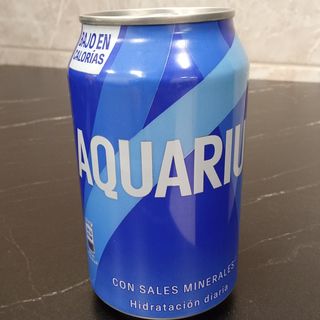 BAJO EN
CALORÍAS
AQUARIU
CON SALES MINERALES
Hidratación diaria